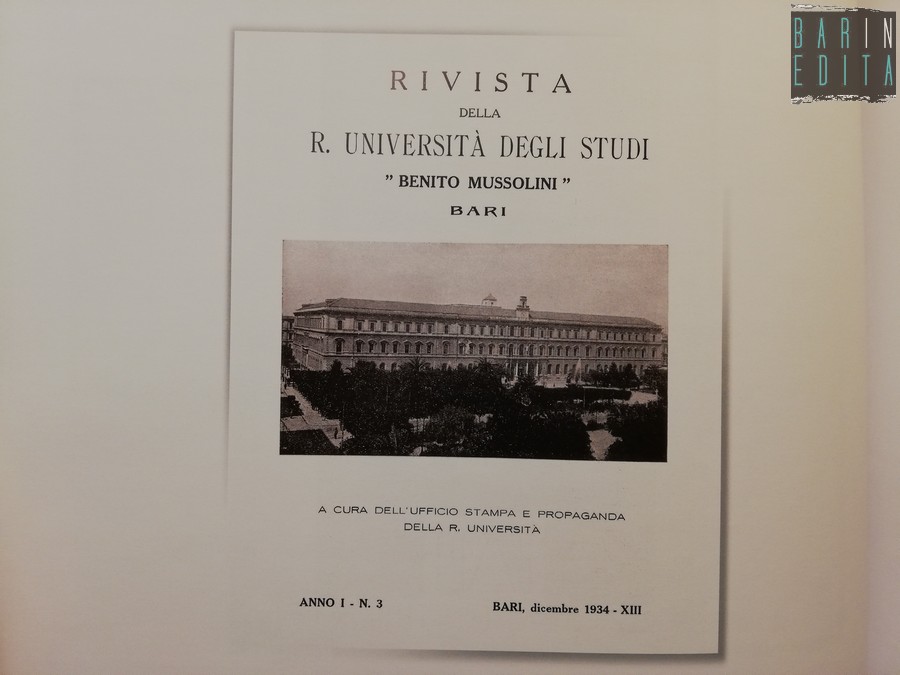 BARIN
EDITA
RIVISTA
DELLA
R. UNIVERSITÀ DEGLI STUDI
" BENITO MUSSOLINI "
BARI
A CURA DELL'UFFICIO STAMPA E PROPAGANDA
DELLA R. UNIVERSITÀ
ANNO I - N. 3
BARI, dicembre 1934 - XIII